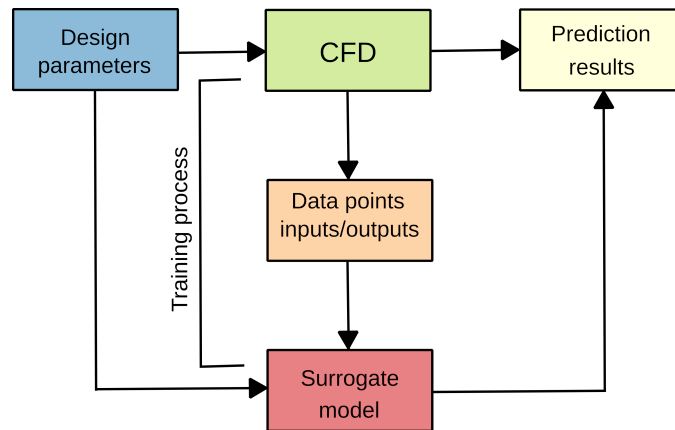 Design
parameters
CFD
Prediction
results
Training process
Data points
inputs/outputs
Surrogate
model